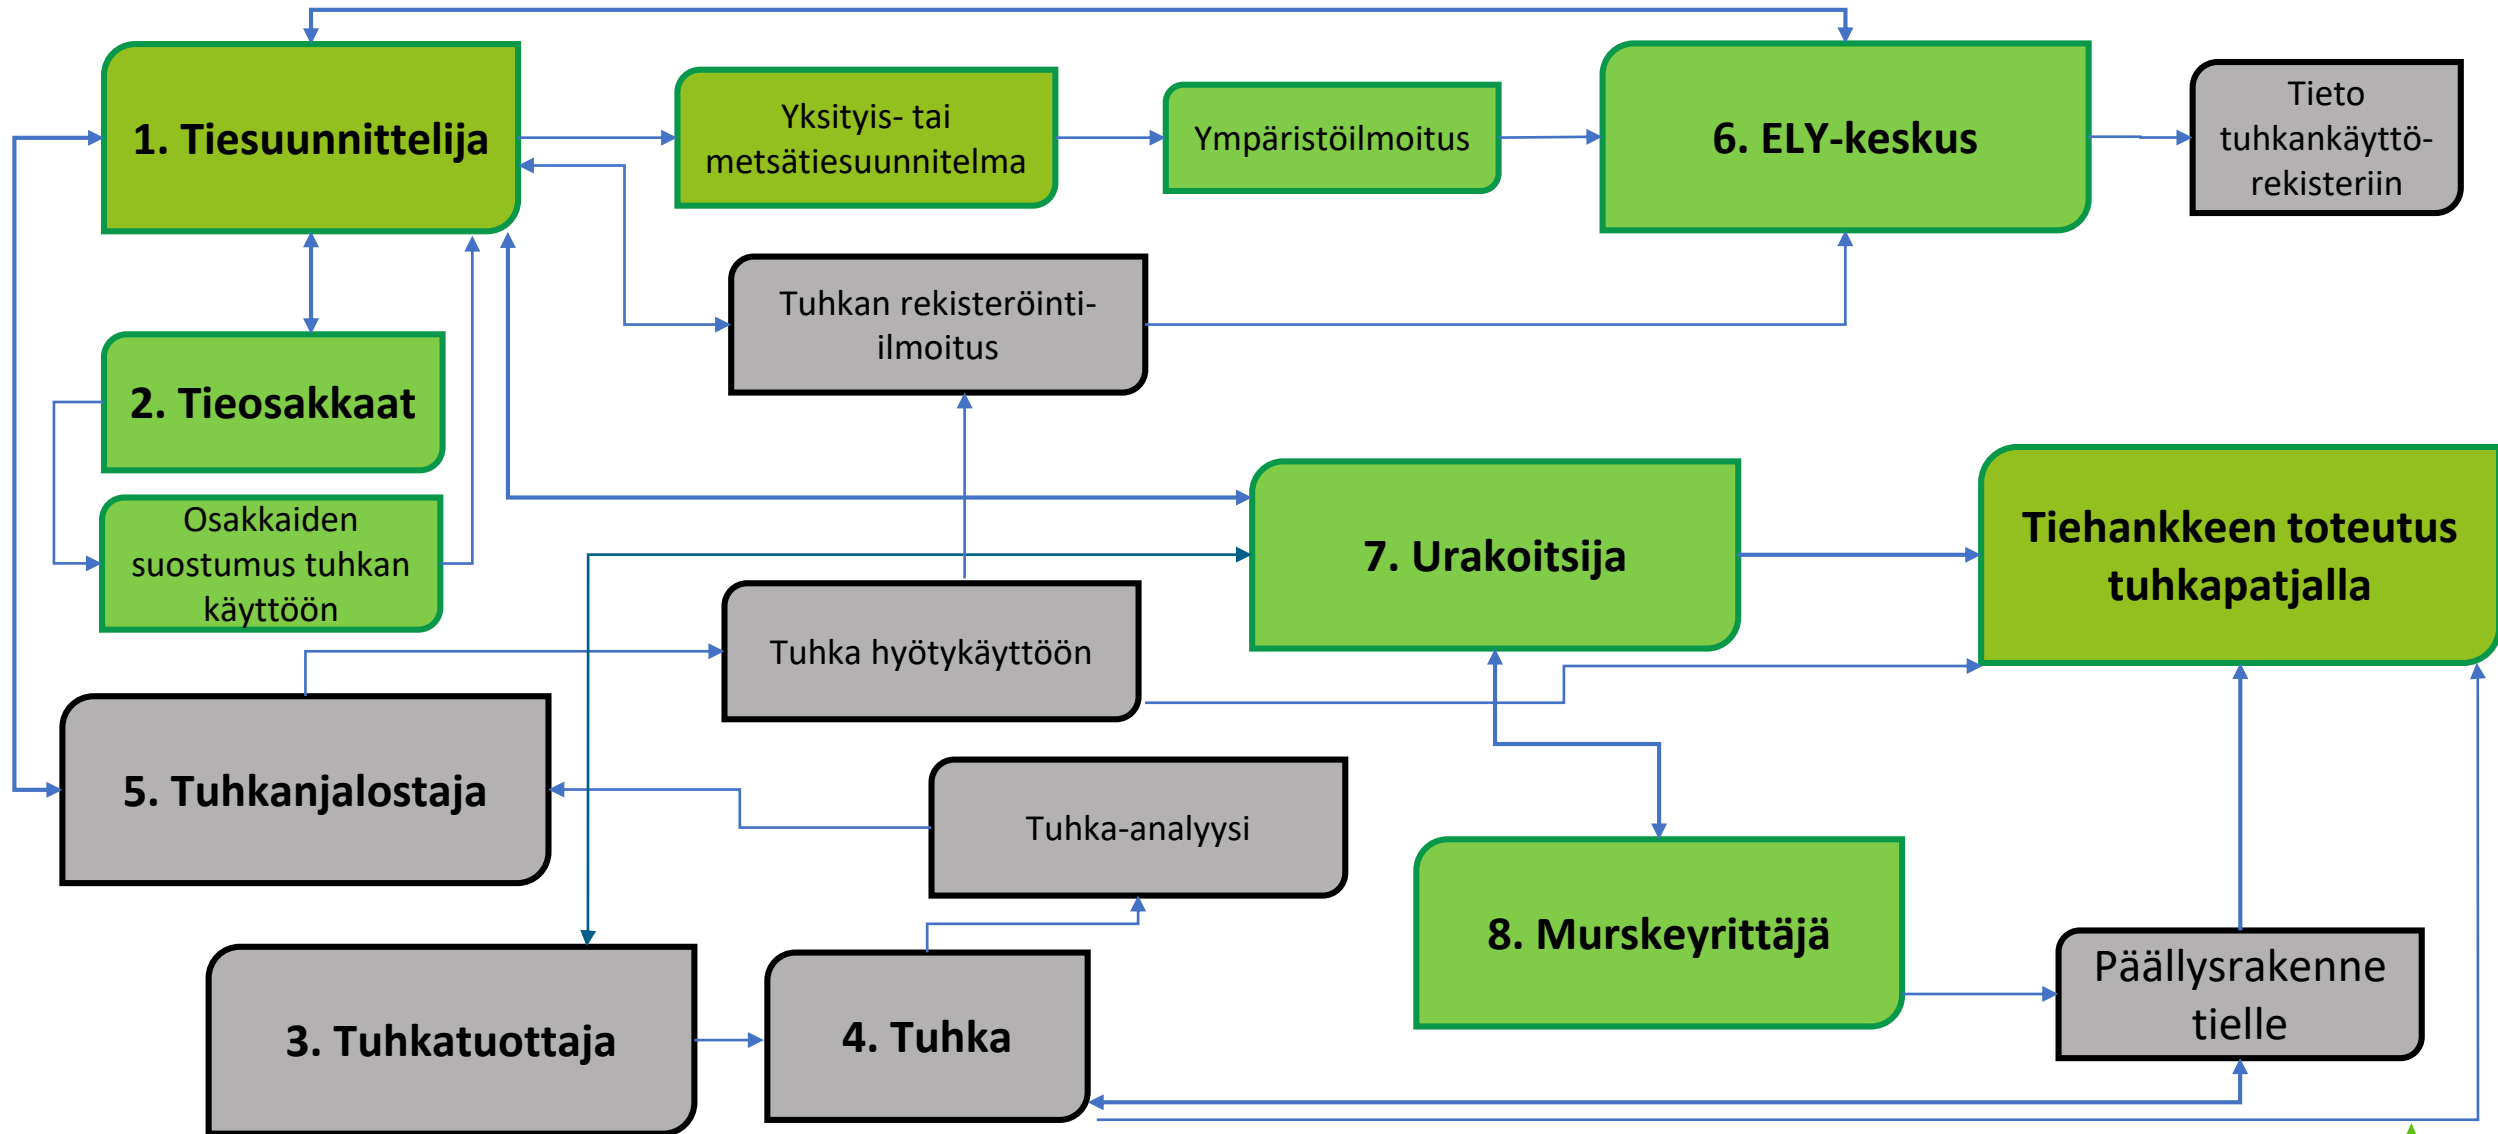 1. Tiesuunnittelija
Yksityis- tai
metsätiesuunnitelma
Ympäristöilmoitus
6. ELY-keskus
Tieto
tuhkankäyttö-
rekisteriin
Tuhkan rekisteröinti-
ilmoitus
2. Tieosakkaat
Osakkaiden
suostumus tuhkan
käyttöön
7. Urakoitsija
Tiehankkeen toteutus
tuhkapatjalla
Tuhka hyötykäyttöön
5. Tuhkanjalostaja
Tuhka-analyysi
8. Murskeyrittäjä
Päällysrakenne
tielle
3. Tuhkatuottaja
4. Tuhka